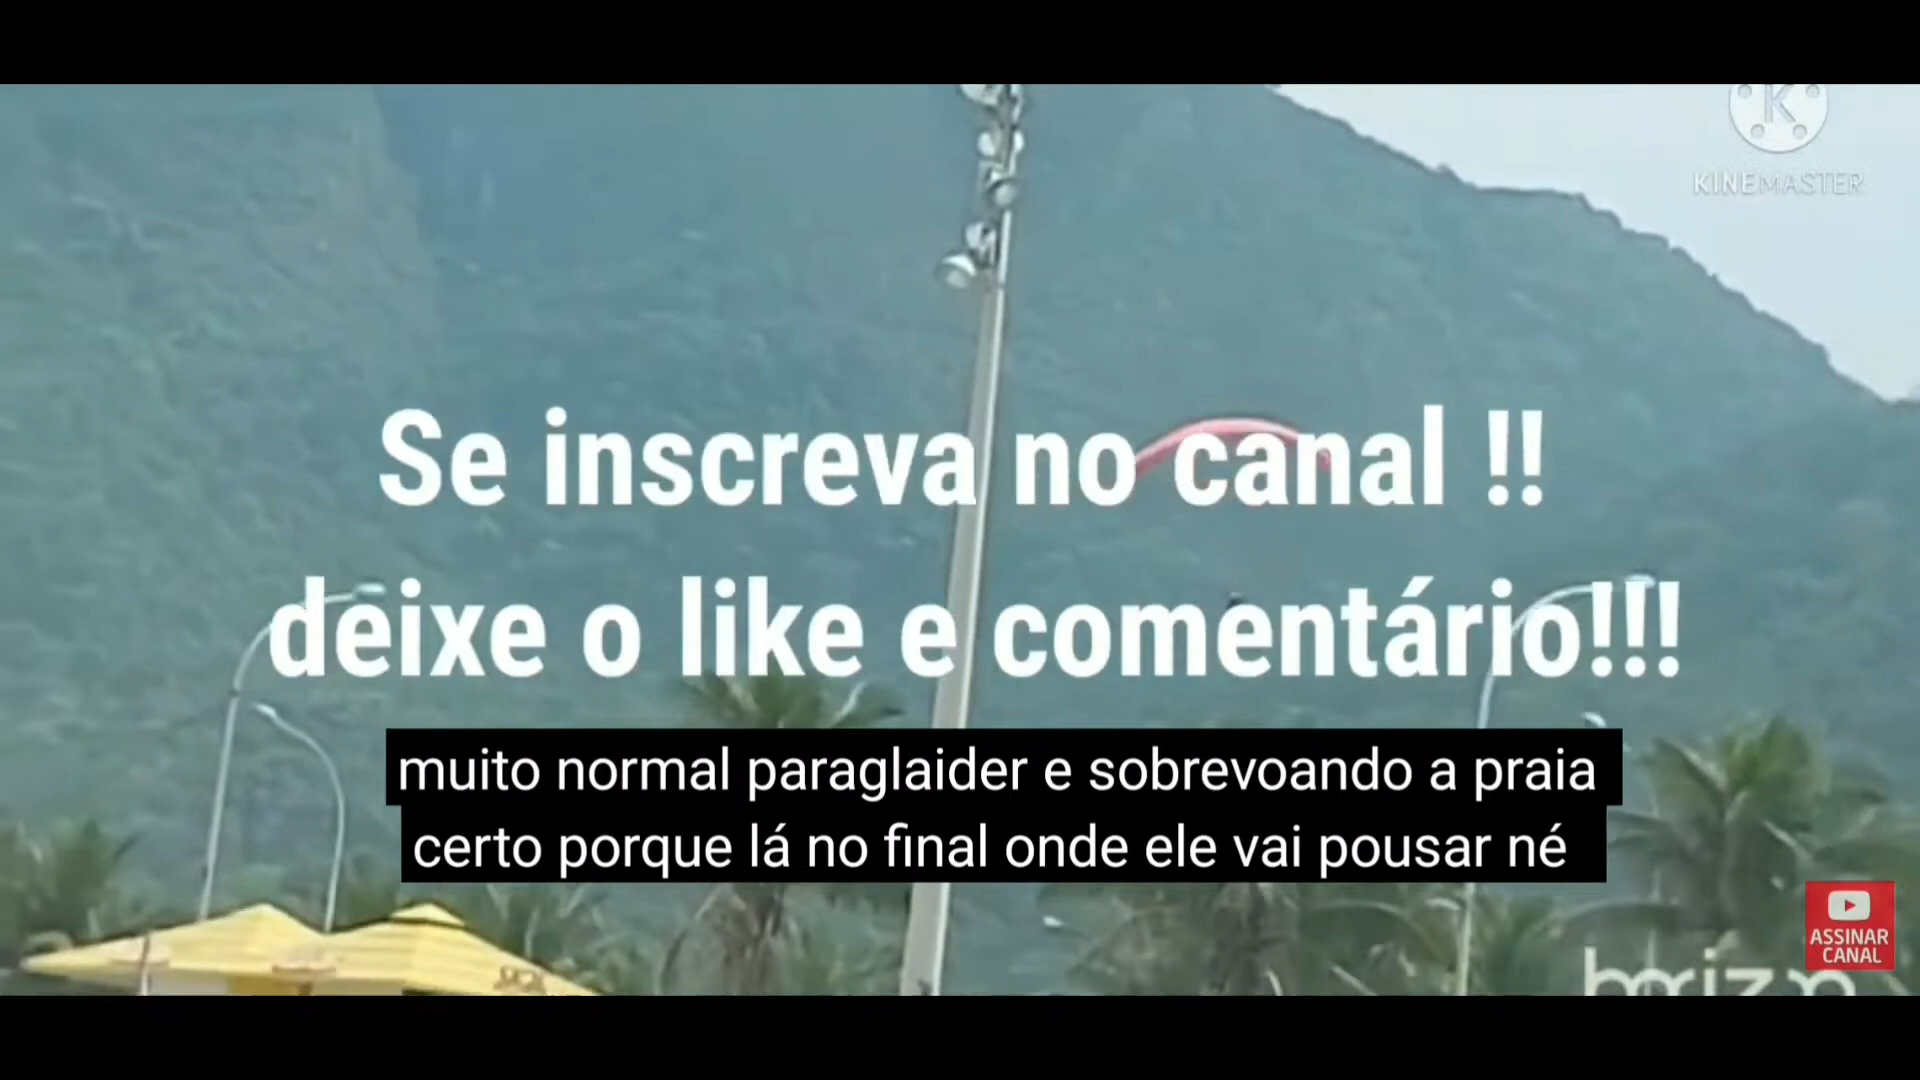 KINEMASTER
Se inscreva no canal !!
deixe o like e comentário!!!
muito normal paraglaider e sobrevoando a praia
certo porque lá no final onde ele vai pousar né
ASSINAR
CANAL